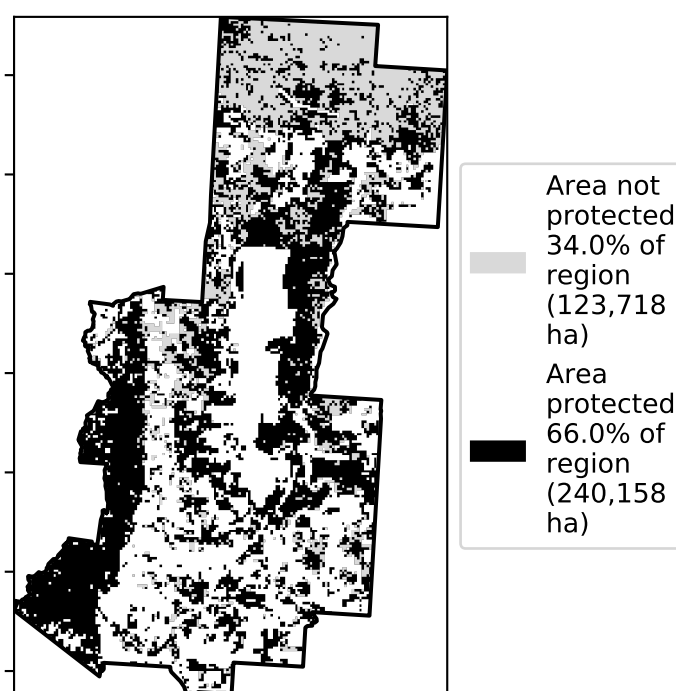 Area not
protected
34.0% of
region
(123,718
ha)
Area
protected
66.0% of
region
(240,158
ha)